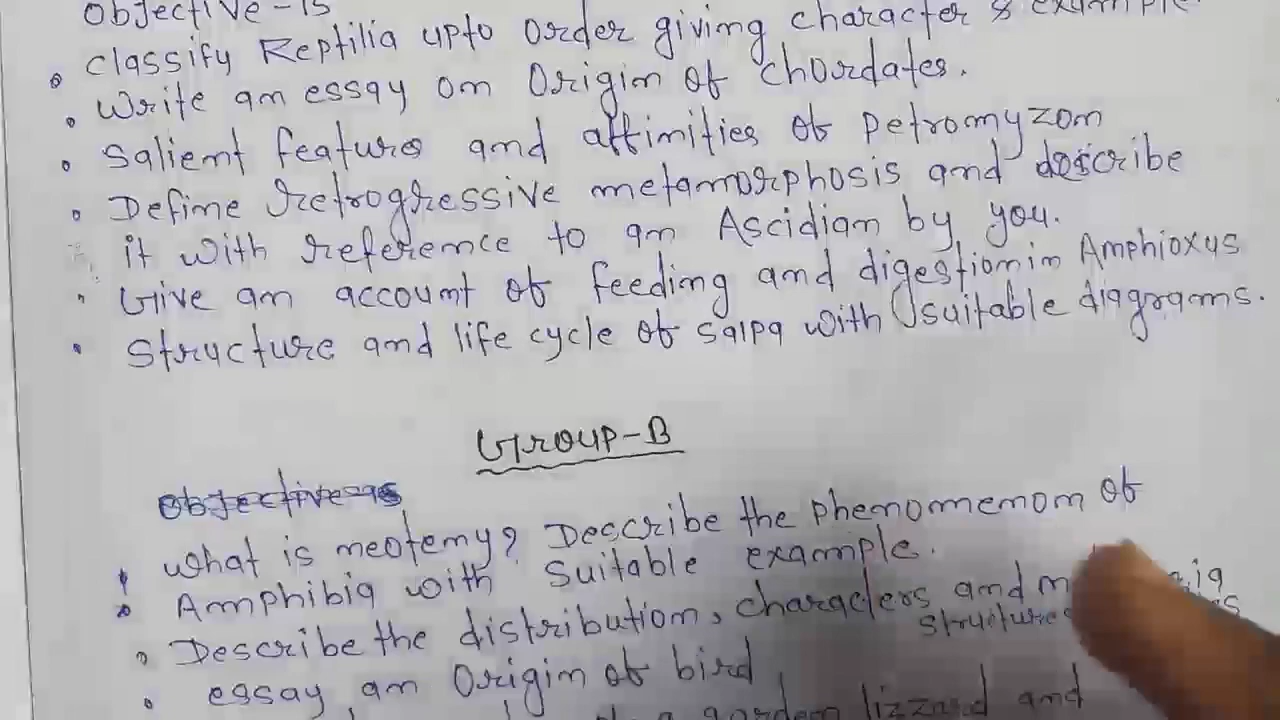 Objective-15
• classify Reptilia upto order giving character & example
• write an essay on Origin of chordates.
• salient feature and affinities of petromyzon
• Define retrogressive metamorphosis and describe
it with reference to an Ascidian by you.
• Give an account of feeding and digestion in Amphioxus
• structure and life cycle of salpa with suitable diagrams.
Group-B
What is neoteny? Describe the phenomenon of
• Amphibia with suitable example.
• Describe the distribution, characters and
structure
• essay an Origin of bird
a garden lizzard and